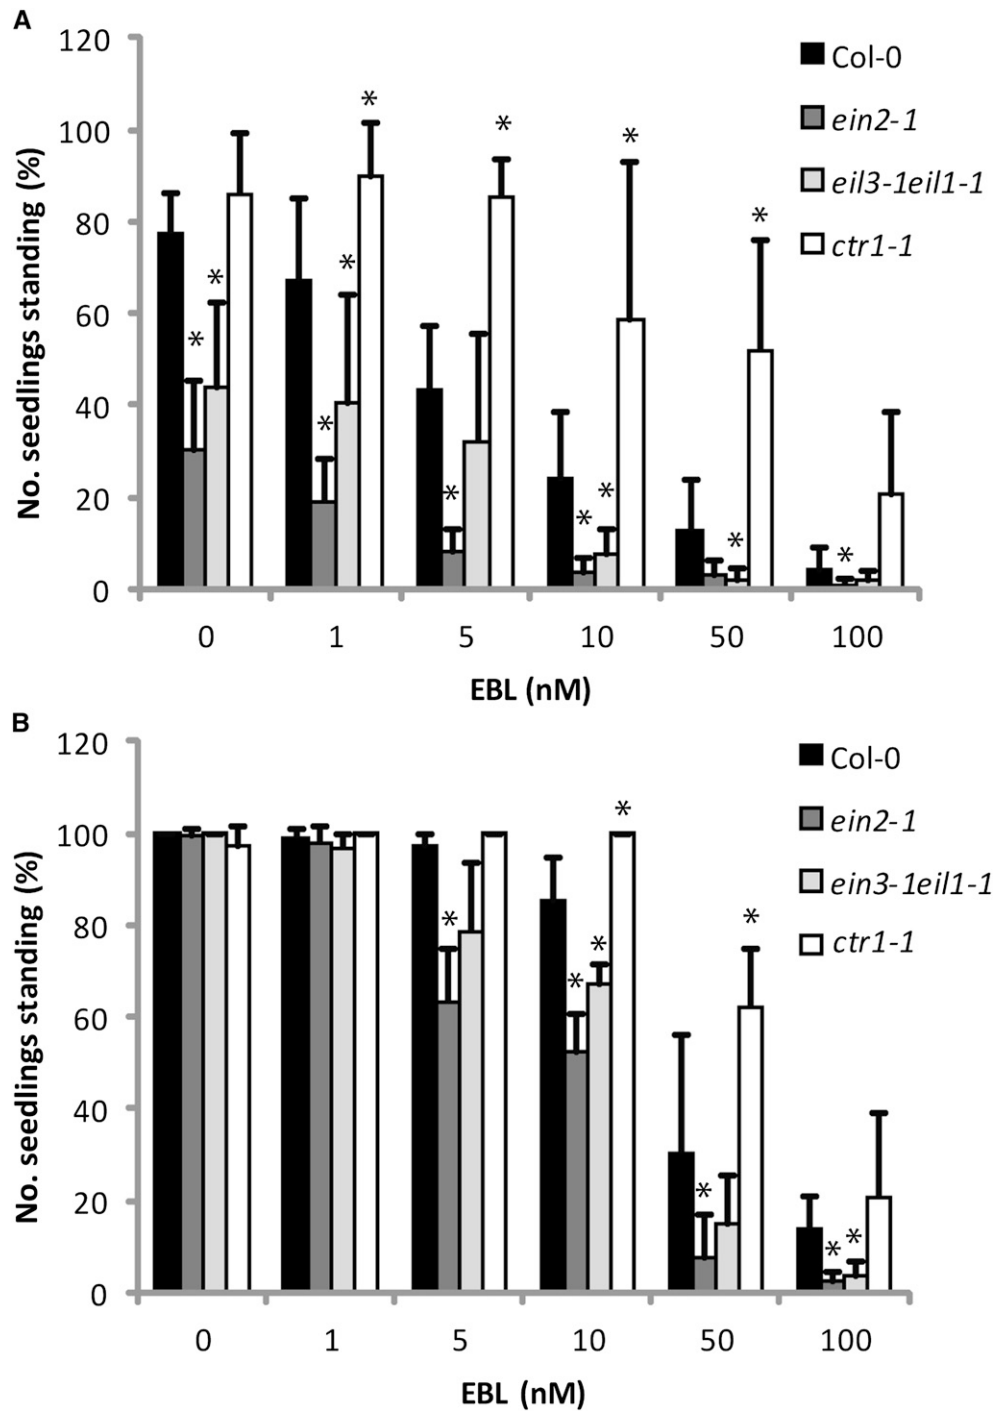 A
No. seedlings standing (%)
120
100
80
60
40
20
0
* * * * * * * * * * * * * *
0 1 5 10 50 100
EBL (nM)
Col-0
ein2-1
eil3-1eil1-1
ctr1-1
B
No. seedlings standing (%)
120
100
80
60
40
20
0
* * * * * * * *
0 1 5 10 50 100
EBL (nM)
Col-0
ein2-1
ein3-1eil1-1
ctr1-1